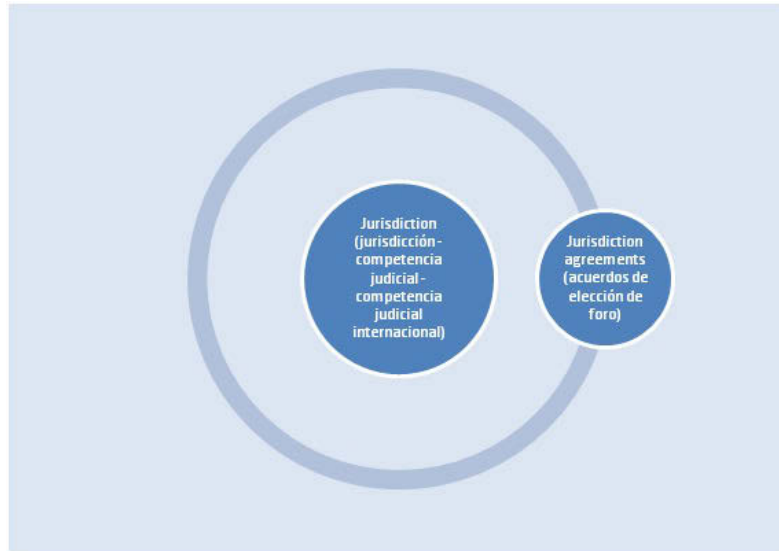 Jurisdiction
(jurisdicción-
competencia
judicial-
competencia
judicial
internacional)
Jurisdiction
agreements
(acuerdos de
elección de
foro)